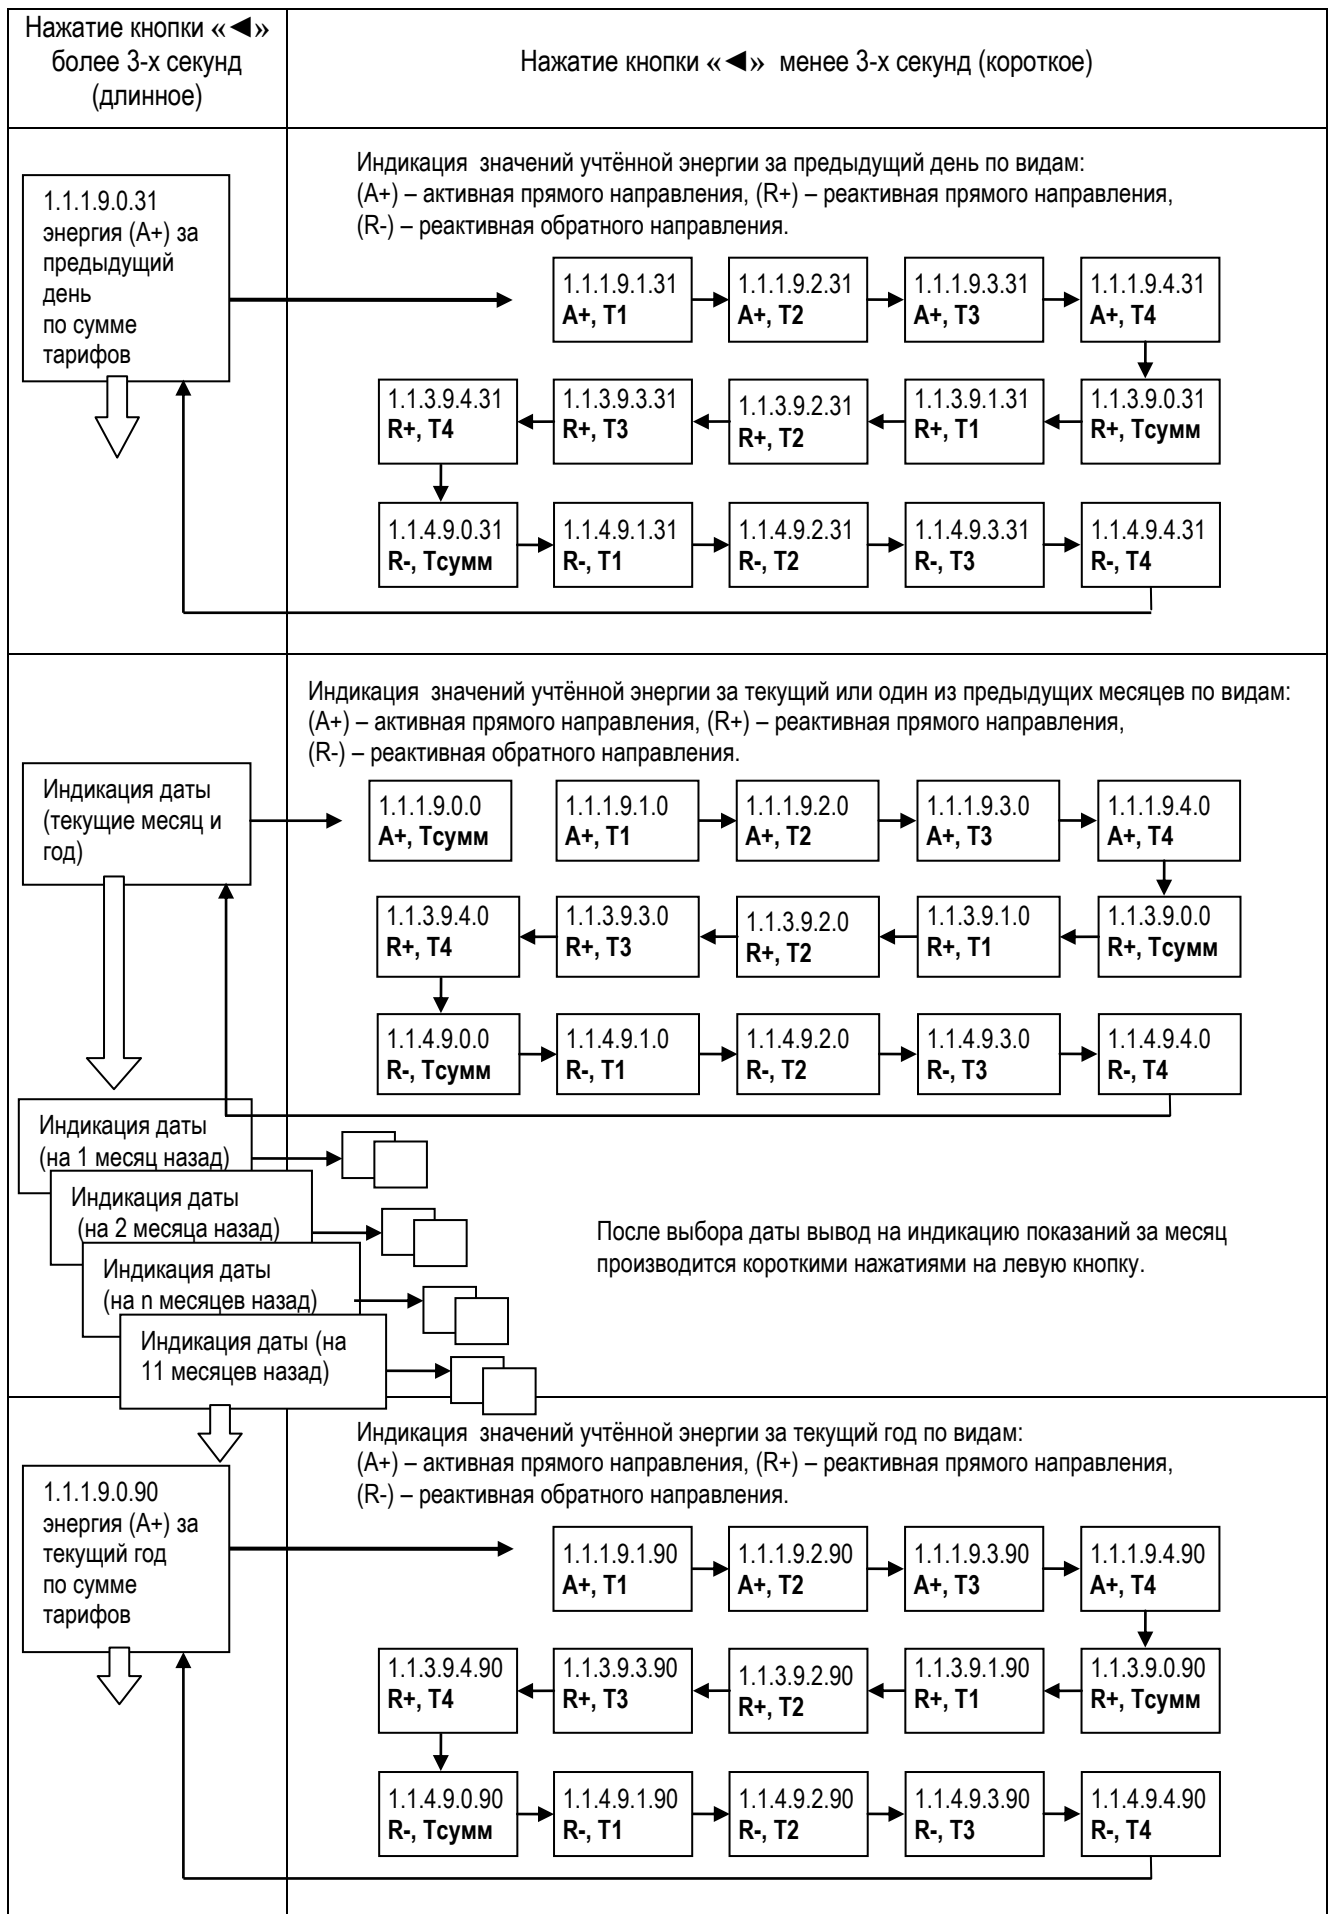 Нажатие кнопки «◄»
более 3-х секунд
(длинное)
Нажатие кнопки «◄» менее 3-х секунд (короткое)
Индикация значений учтённой энергии за предыдущий день по видам:
(A+) – активная прямого направления, (R+) – реактивная прямого направления,
(R-) – реактивная обратного направления.
1.1.1.9.0.31
энергия (A+) за
предыдущий
день
по сумме
тарифов
1.1.1.9.1.31
A+, T1
1.1.1.9.2.31
A+, T2
1.1.1.9.3.31
A+, T3
1.1.1.9.4.31
A+, T4
1.1.3.9.4.31
R+, T4
1.1.3.9.3.31
R+, T3
1.1.3.9.2.31
R+, T2
1.1.3.9.1.31
R+, T1
1.1.3.9.0.31
R+, Tсумм
1.1.4.9.0.31
R-, Tсумм
1.1.4.9.1.31
R-, T1
1.1.4.9.2.31
R-, T2
1.1.4.9.3.31
R-, T3
1.1.4.9.4.31
R-, T4
Индикация значений учтённой энергии за текущий или один из предыдущих месяцев по видам:
(A+) – активная прямого направления, (R+) – реактивная прямого направления,
(R-) – реактивная обратного направления.
Индикация даты
(текущие месяц и
год)
1.1.1.9.0.0
A+, Tсумм
1.1.1.9.1.0
A+, T1
1.1.1.9.2.0
A+, T2
1.1.1.9.3.0
A+, T3
1.1.1.9.4.0
A+, T4
1.1.3.9.4.0
R+, T4
1.1.3.9.3.0
R+, T3
1.1.3.9.2.0
R+, T2
1.1.3.9.1.0
R+, T1
1.1.3.9.0.0
R+, Tсумм
1.1.4.9.0.0
R-, Tсумм
1.1.4.9.1.0
R-, T1
1.1.4.9.2.0
R-, T2
1.1.4.9.3.0
R-, T3
1.1.4.9.4.0
R-, T4
Индикация даты
(на 1 месяц назад)
Индикация даты
(на 2 месяца назад)
Индикация даты
(на n месяцев назад)
Индикация даты (на
11 месяцев назад)
После выбора даты вывод на индикацию показаний за месяц
производится короткими нажатиями на левую кнопку.
Индикация значений учтённой энергии за текущий год по видам:
(A+) – активная прямого направления, (R+) – реактивная прямого направления,
(R-) – реактивная обратного направления.
1.1.1.9.0.90
энергия (A+) за
текущий год
по сумме
тарифов
1.1.1.9.1.90
A+, T1
1.1.1.9.2.90
A+, T2
1.1.1.9.3.90
A+, T3
1.1.1.9.4.90
A+, T4
1.1.3.9.4.90
R+, T4
1.1.3.9.3.90
R+, T3
1.1.3.9.2.90
R+, T2
1.1.3.9.1.90
R+, T1
1.1.3.9.0.90
R+, Tсумм
1.1.4.9.0.90
R-, Tсумм
1.1.4.9.1.90
R-, T1
1.1.4.9.2.90
R-, T2
1.1.4.9.3.90
R-, T3
1.1.4.9.4.90
R-, T4